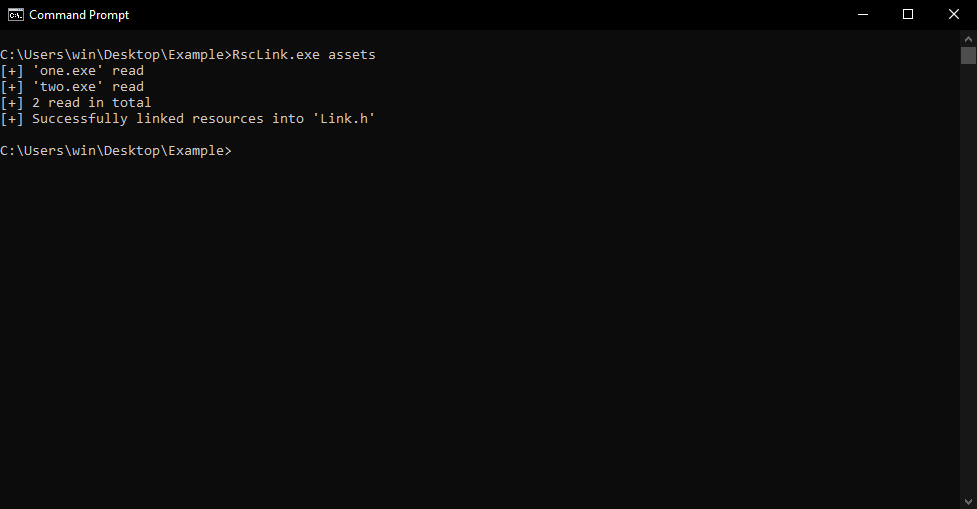 Command Prompt
C:\Users\win\Desktop\Example>RscLink.exe assets
[+] 'one.exe' read
[+] 'two.exe' read
[+] 2 read in total
[+] Successfully linked resources into 'Link.h'
C:\Users\win\Desktop\Example>